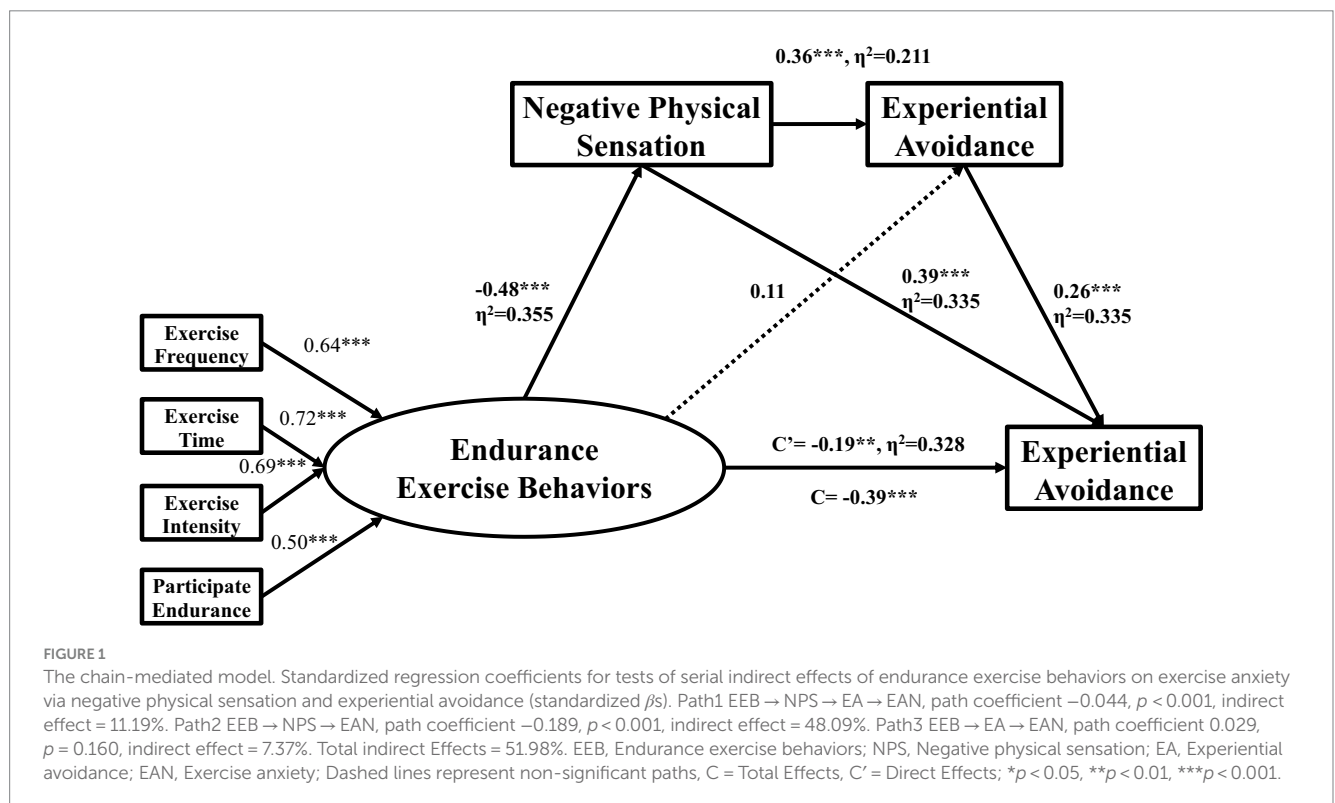 0.36***, η²=0.211
Negative Physical
Sensation
Experiential
Avoidance
-0.48***
η²=0.355
0.11
0.39***
η²=0.335
0.26***
η²=0.335
Exercise
Frequency
0.64***
Exercise
Time
0.72***
0.69***
Exercise
Intensity
0.50***
Participate
Endurance
Endurance
Exercise Behaviors
C'= -0.19**, η²=0.328
C= -0.39***
Experiential
Avoidance
FIGURE 1
The chain-mediated model. Standardized regression coefficients for tests of serial indirect effects of endurance exercise behaviors on exercise anxiety
via negative physical sensation and experiential avoidance (standardized βs). Path1 EEB → NPS → EA → EAN, path coefficient −0.044, p < 0.001, indirect
effect = 11.19%. Path2 EEB → NPS → EAN, path coefficient −0.189, p < 0.001, indirect effect = 48.09%. Path3 EEB → EA → EAN, path coefficient 0.029,
p = 0.160, indirect effect = 7.37%. Total indirect Effects = 51.98%. EEB, Endurance exercise behaviors; NPS, Negative physical sensation; EA, Experiential
avoidance; EAN, Exercise anxiety; Dashed lines represent non-significant paths, C = Total Effects, C′ = Direct Effects; *p < 0.05, **p < 0.01, ***p < 0.001.